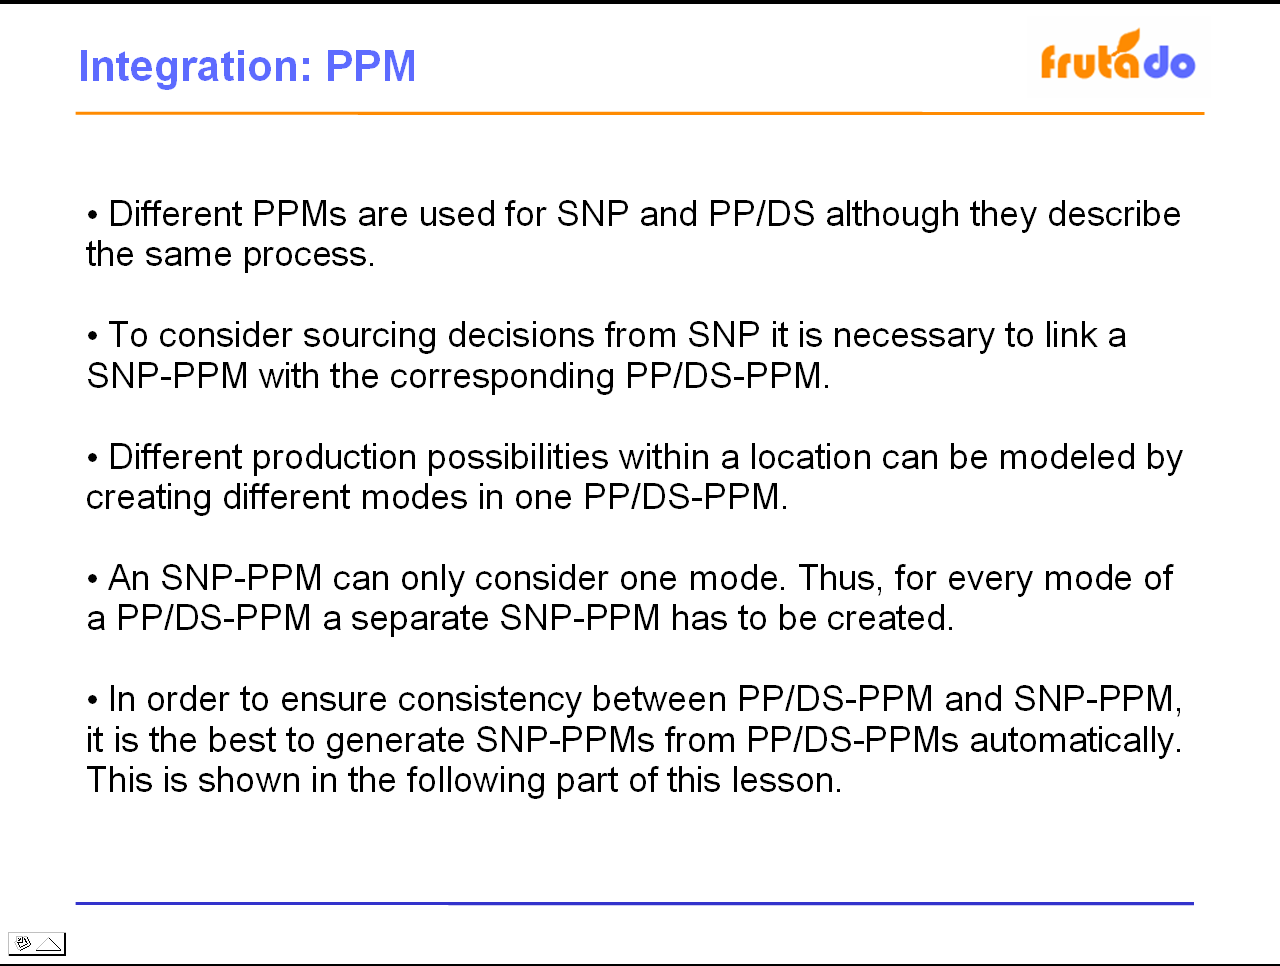 Integration: PPM
frutado
• Different PPMs are used for SNP and PP/DS although they describe
the same process.
• To consider sourcing decisions from SNP it is necessary to link a
SNP-PPM with the corresponding PP/DS-PPM.
• Different production possibilities within a location can be modeled by
creating different modes in one PP/DS-PPM.
• An SNP-PPM can only consider one mode. Thus, for every mode of
a PP/DS-PPM a separate SNP-PPM has to be created.
• In order to ensure consistency between PP/DS-PPM and SNP-PPM,
it is the best to generate SNP-PPMs from PP/DS-PPMs automatically.
This is shown in the following part of this lesson.